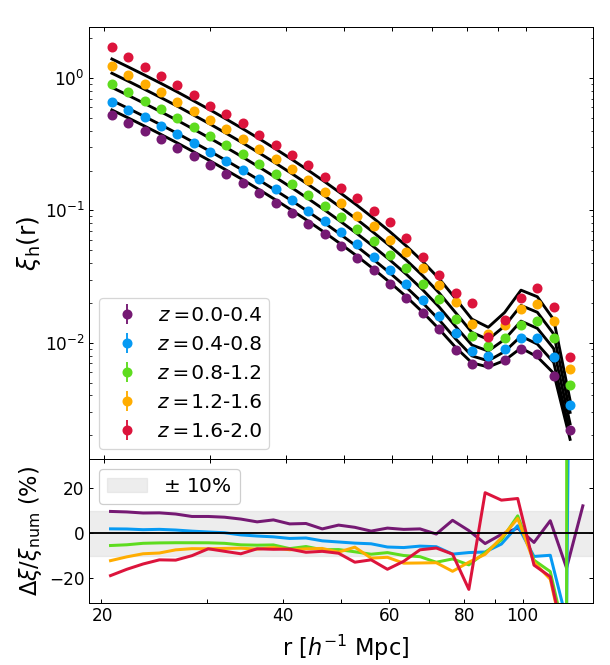 10⁰
10⁻¹
10⁻²
ξₕ(r)
z = 0.0-0.4
z = 0.4-0.8
z = 0.8-1.2
z = 1.2-1.6
z = 1.6-2.0
Δξ/ξnum (%)
20
0
−20
± 10%
20
40
60
80
100
r [h⁻¹ Mpc]